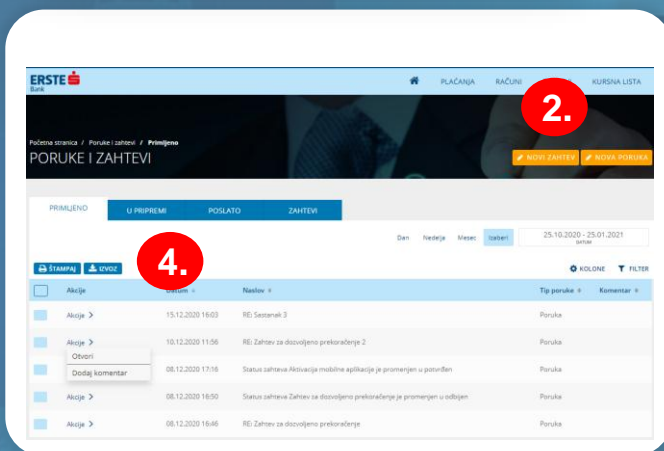 ERSTE
Bank
PLAĆANJA RAČUNI KURSNA LISTA
2.
Početna stranica / Poruke i zahtevi / Primljeno
PORUKE I ZAHTEVI
NOVI ZAHTEV NOVA PORUKA
PRIMLJENO U PRIPREMI POSLATO ZAHTEVI
Dan Nedelja Mesec Izaberi 25.10.2020 - 25.01.2021
DATUM
4.
ŠTAMPAJ IZVOZ KOLONE FILTER
Akcije Datum Naslov Tip poruke Komentar
Akcije 15.12.2020 16:03 RE: Sastanak 3 Poruka
Akcije 10.12.2020 11:56 RE: Zahtev za dozvoljeno prekoračenje 2 Poruka
Otvori
Dodaj komentar 08.12.2020 17:16 Status zahteva Aktivacija mobilne aplikacije je promenjen u potvrđen Poruka
Akcije 08.12.2020 16:50 Status zahteva Zahtev za dozvoljeno prekoračenje je promenjen u odbijen Poruka
Akcije 08.12.2020 16:46 RE: Zahtev za dozvoljeno prekoračenje Poruka